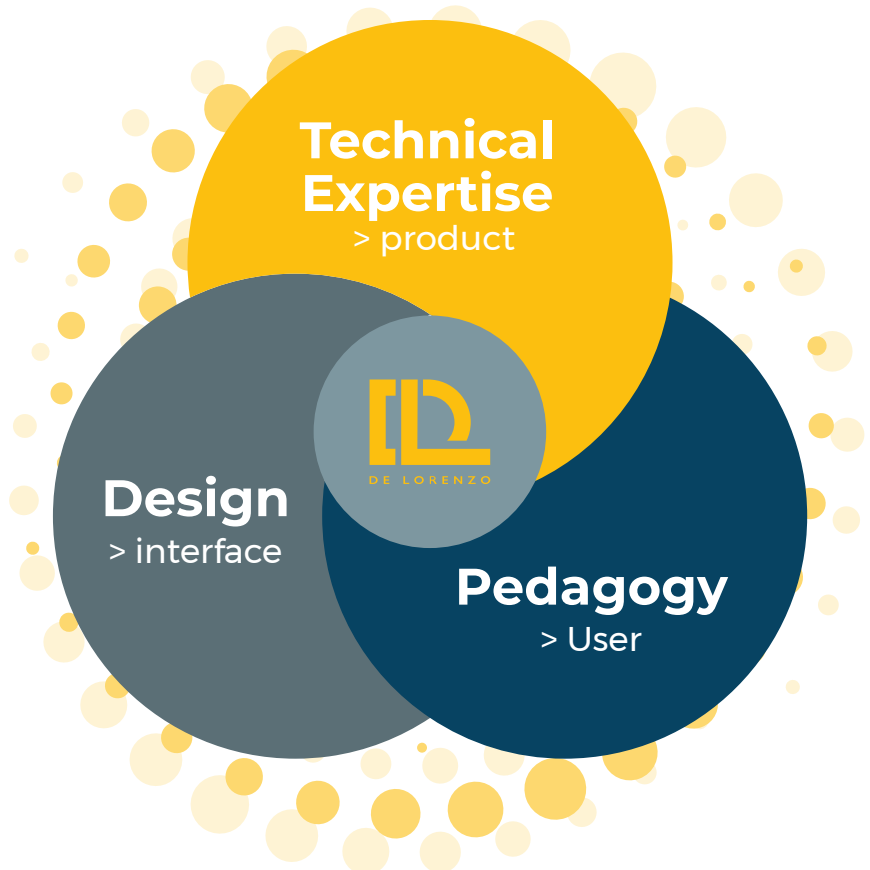 Technical
Expertise
> product
DE LORENZO
Design
> interface
Pedagogy
> User